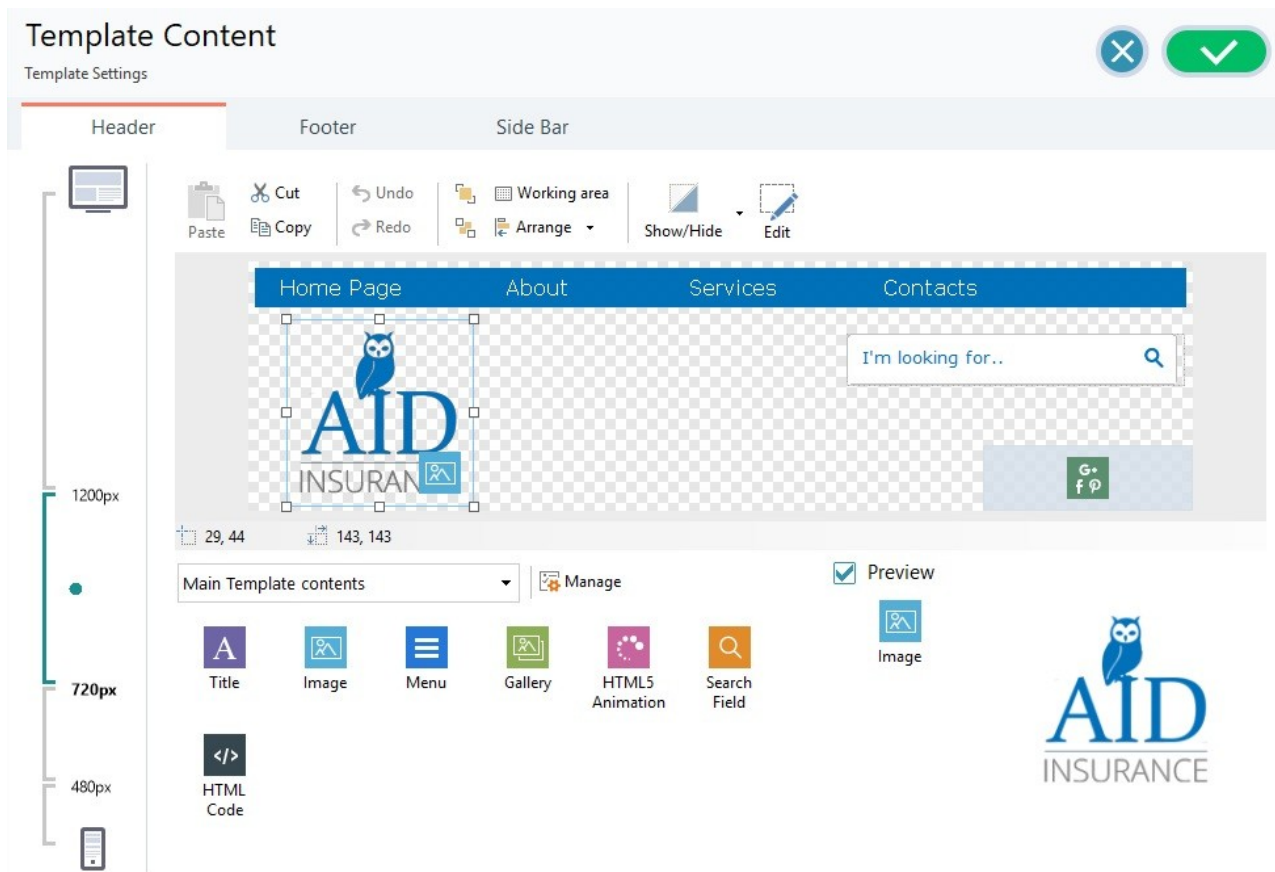 Template Content
Template Settings
Header Footer Side Bar
Paste Cut Copy Undo Redo Working area Arrange Show/Hide Edit
Home Page About Services Contacts
I'm looking for..
AID
INSURAN
G+
f p
1200px
29, 44 143, 143
Main Template contents Manage Preview
Title Image Menu Gallery HTML5 Animation Search Field Image
720px
</> HTML Code
AID
INSURANCE
480px